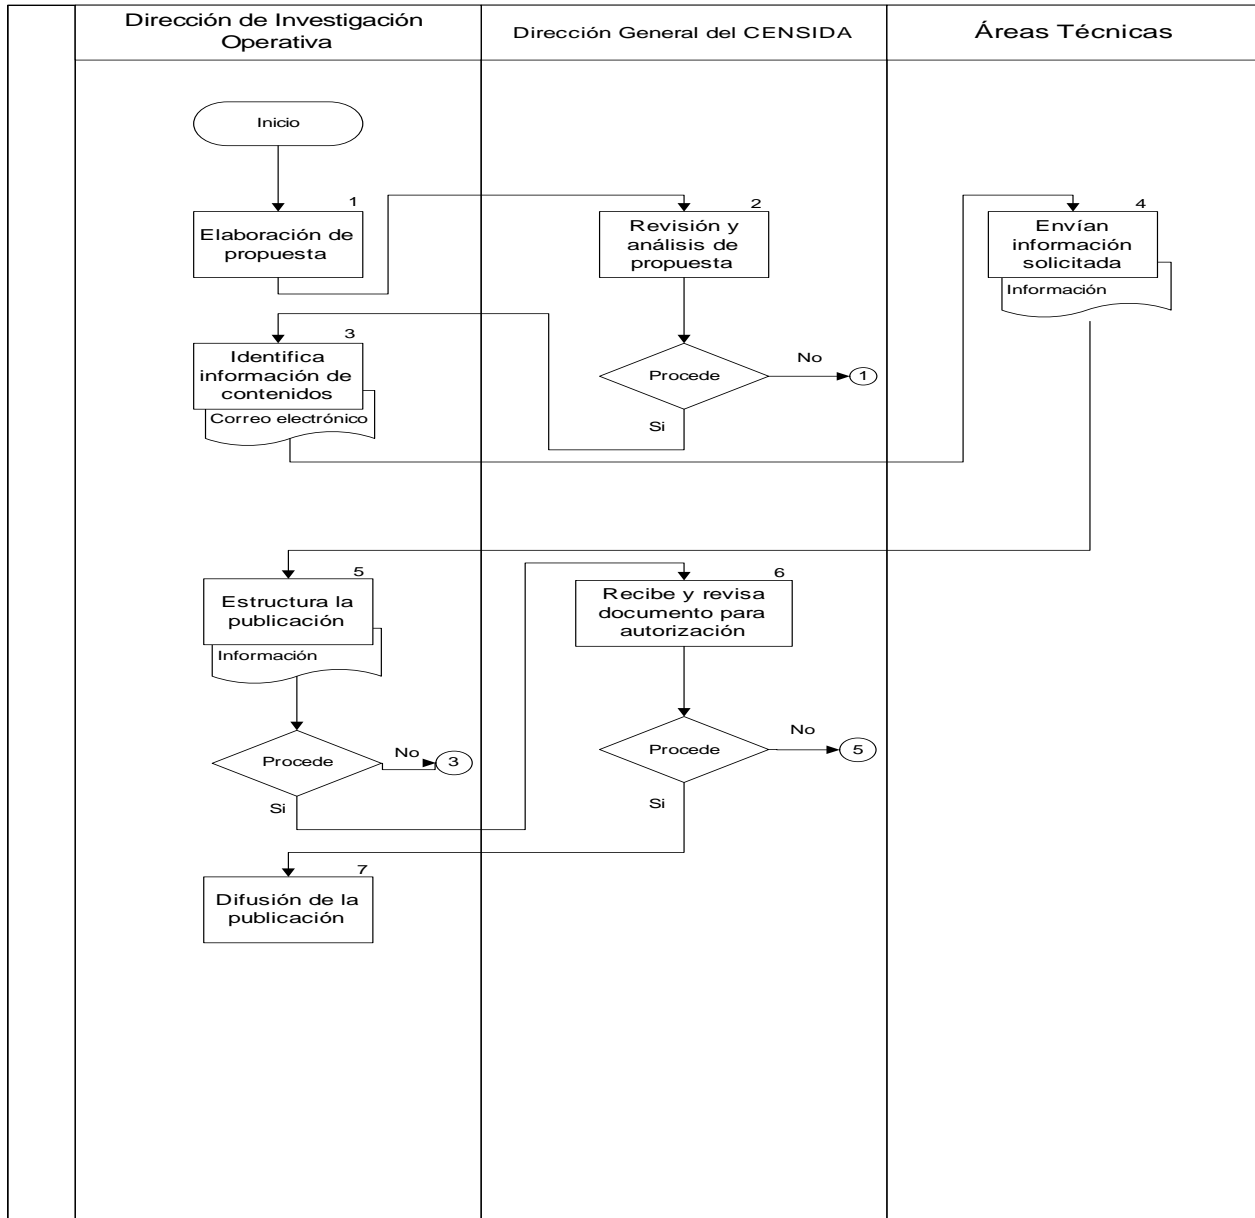 Dirección de Investigación
Operativa
Dirección General del CENSIDA
Áreas Técnicas
Inicio
1
Elaboración de
propuesta
2
Revisión y
análisis de
propuesta
4
Envían
información
solicitada
Información
3
Identifica
información de
contenidos
Correo electrónico
Procede
No
1
Si
5
Estructura la
publicación
Información
6
Recibe y revisa
documento para
autorización
Procede
No
3
Si
Procede
No
5
Si
7
Difusión de la
publicación